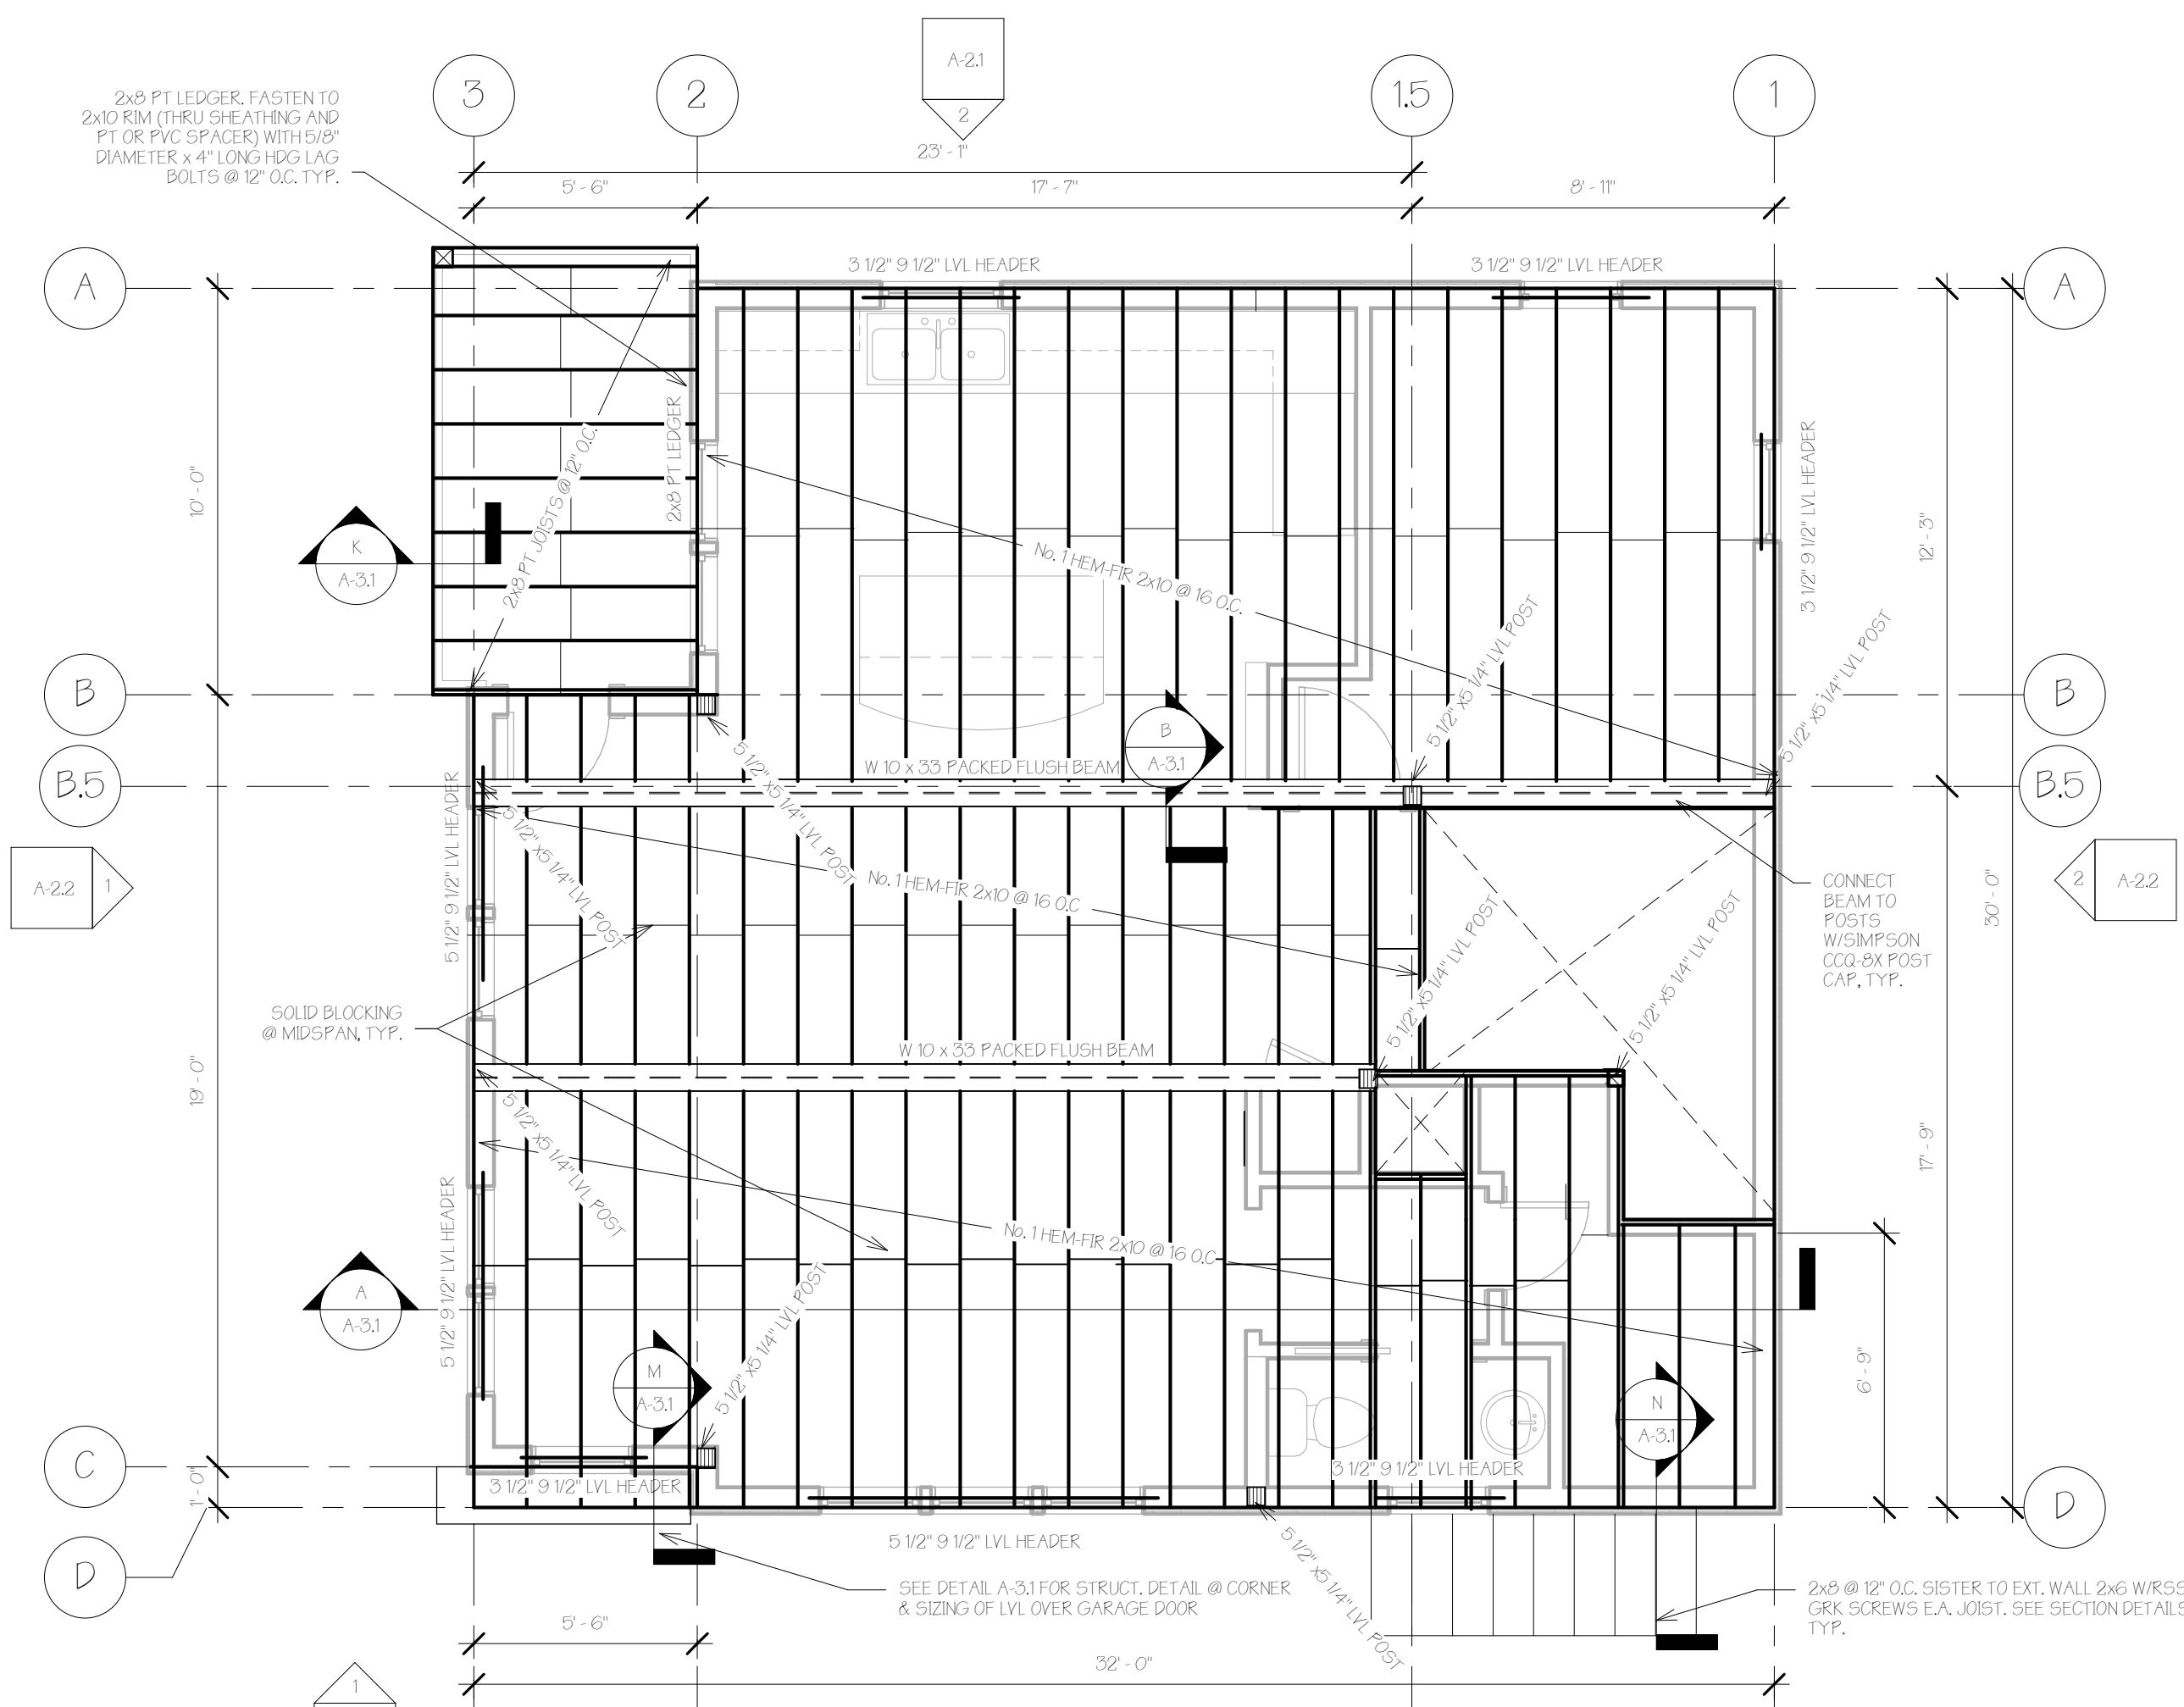 A-2.1
2
3
2
1.5
1
2x8 PT LEDGER. FASTEN TO
2x10 RIM (THRU SHEATHING AND
PT OR PVC SPACER) WITH 5/8"
DIAMETER x 4" LONG HDG LAG
BOLTS @ 12" O.C. TYP.
23' - 1"
5' - 6"
17' - 7"
8' - 11"
A
3 1/2" 9 1/2" LVL HEADER
3 1/2" 9 1/2" LVL HEADER
A
10' - 0"
2x8 PT JOISTS @ 12" O.C.
2x8 PT LEDGER
3 1/2" 9 1/2" LVL HEADER
12' - 3"
K
A-3.1
No. 1 HEM-FIR 2x10 @ 16 O.C.
5 1/2" x5 1/4" LVL POST
5 1/2" x5 1/4" LVL POST
B
B
B
A-3.1
5 1/2" x5 1/4" LVL POST
W 10 x 33 PACKED FLUSH BEAM
B.5
B.5
5 1/2" 9 1/2" LVL HEADER
5 1/2" x5 1/4" LVL POST
No. 1 HEM-FIR 2x10 @ 16 O.C
A-2.2
1
2
A-2.2
CONNECT
BEAM TO
POSTS
W/SIMPSON
CCQ-8X POST
CAP, TYP.
30' - 0"
5 1/2" x5 1/4" LVL POST
5 1/2" x5 1/4" LVL POST
SOLID BLOCKING
@ MIDSPAN, TYP.
W 10 x 33 PACKED FLUSH BEAM
19' - 0"
5 1/2" x5 1/4" LVL POST
17' - 9"
5 1/2" 9 1/2" LVL HEADER
No. 1 HEM-FIR 2x10 @ 16 O.C
A
A-3.1
5 1/2" x5 1/4" LVL POST
M
A-3.1
N
A-3.1
6' - 9"
C
3 1/2" 9 1/2" LVL HEADER
3 1/2" 9 1/2" LVL HEADER
1' - 0"
D
D
5 1/2" 9 1/2" LVL HEADER
5 1/2" x5 1/4" LVL POST
SEE DETAIL A-3.1 FOR STRUCT. DETAIL @ CORNER
& SIZING OF LVL OVER GARAGE DOOR
2x8 @ 12" O.C. SISTER TO EXT. WALL 2x6 W/RSS
GRK SCREWS E.A. JOIST. SEE SECTION DETAILS
TYP.
5' - 6"
32' - 0"
1